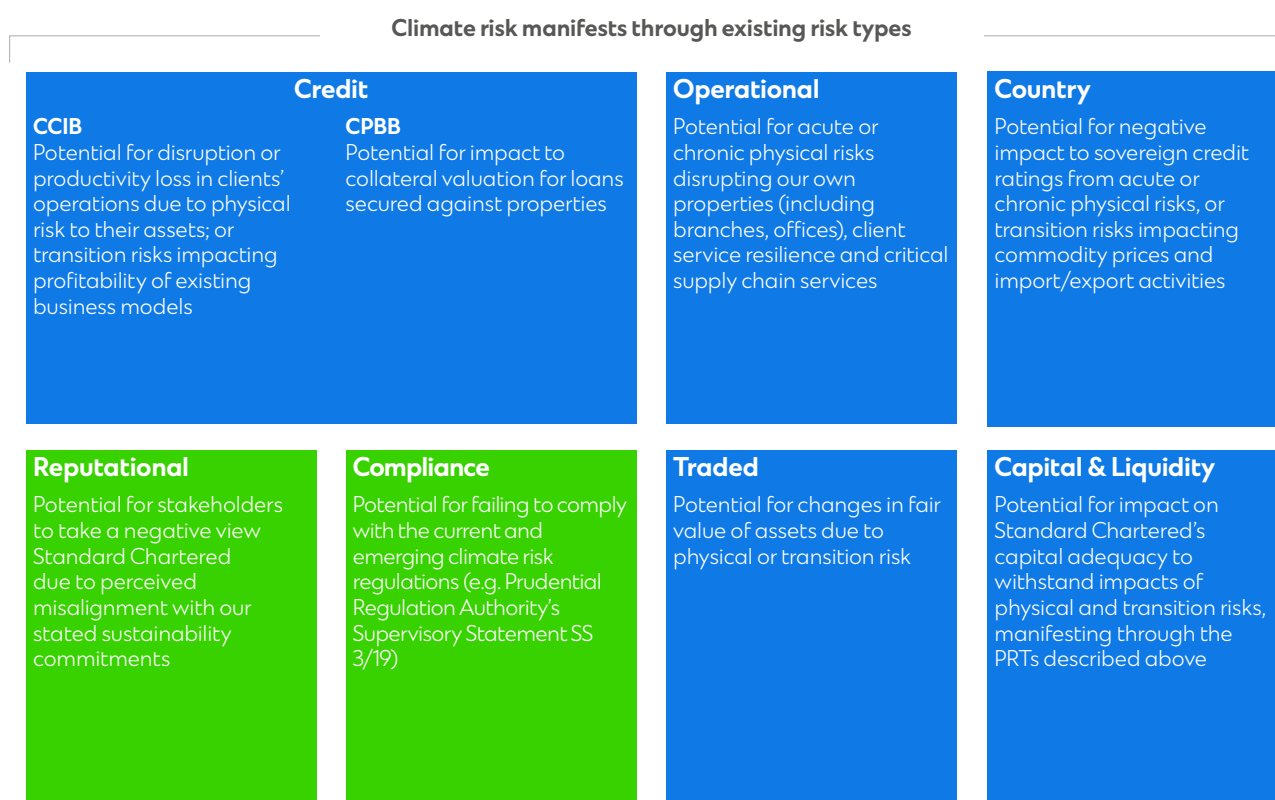 Climate risk manifests through existing risk types
Credit
CCIB
Potential for disruption or
productivity loss in clients’
operations due to physical
risk to their assets; or
transition risks impacting
profitability of existing
business models
CPBB
Potential for impact to
collateral valuation for loans
secured against properties
Operational
Potential for acute or
chronic physical risks
disrupting our own
properties (including
branches, offices), client
service resilience and critical
supply chain services
Country
Potential for negative
impact to sovereign credit
ratings from acute or
chronic physical risks, or
transition risks impacting
commodity prices and
import/export activities
Reputational
Potential for stakeholders
to take a negative view
Standard Chartered
due to perceived
misalignment with our
stated sustainability
commitments
Compliance
Potential for failing to comply
with the current and
emerging climate risk
regulations (e.g. Prudential
Regulation Authority’s
Supervisory Statement SS
3/19)
Traded
Potential for changes in fair
value of assets due to
physical or transition risk
Capital & Liquidity
Potential for impact on
Standard Chartered’s
capital adequacy to
withstand impacts of
physical and transition risks,
manifesting through the
PRTs described above